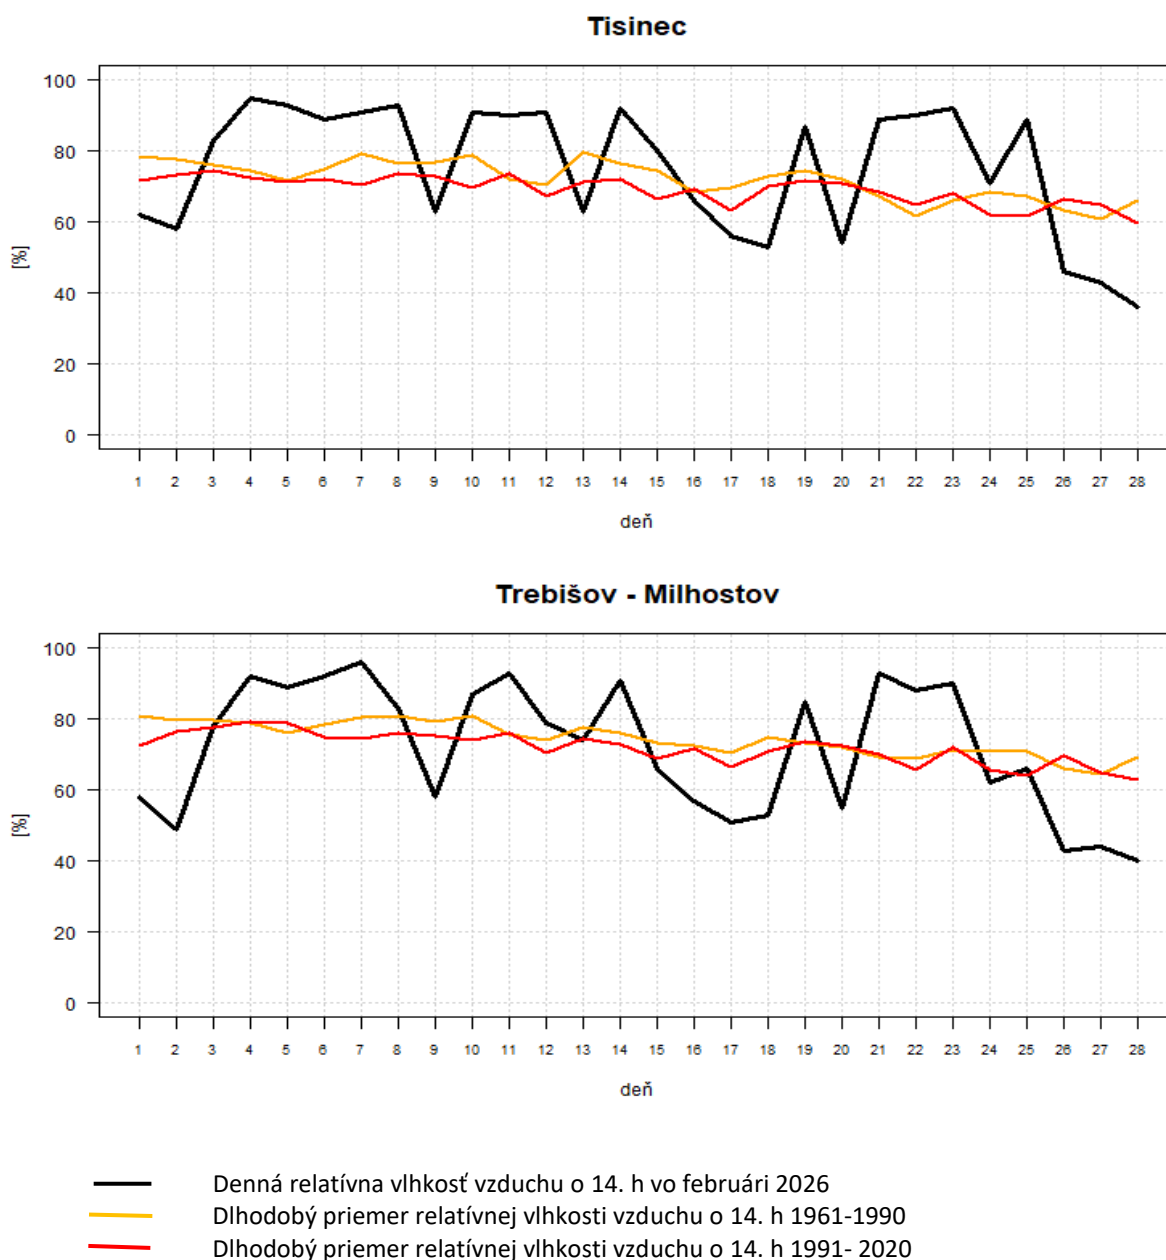 Tisinec
100
80
60
40
20
0
[%]
1 2 3 4 5 6 7 8 9 10 11 12 13 14 15 16 17 18 19 20 21 22 23 24 25 26 27 28
deň
Trebišov - Milhostov
100
80
60
40
20
0
[%]
1 2 3 4 5 6 7 8 9 10 11 12 13 14 15 16 17 18 19 20 21 22 23 24 25 26 27 28
deň
Denná relatívna vlhkosť vzduchu o 14. h vo februári 2026
Dlhodobý priemer relatívnej vlhkosti vzduchu o 14. h 1961-1990
Dlhodobý priemer relatívnej vlhkosti vzduchu o 14. h 1991- 2020